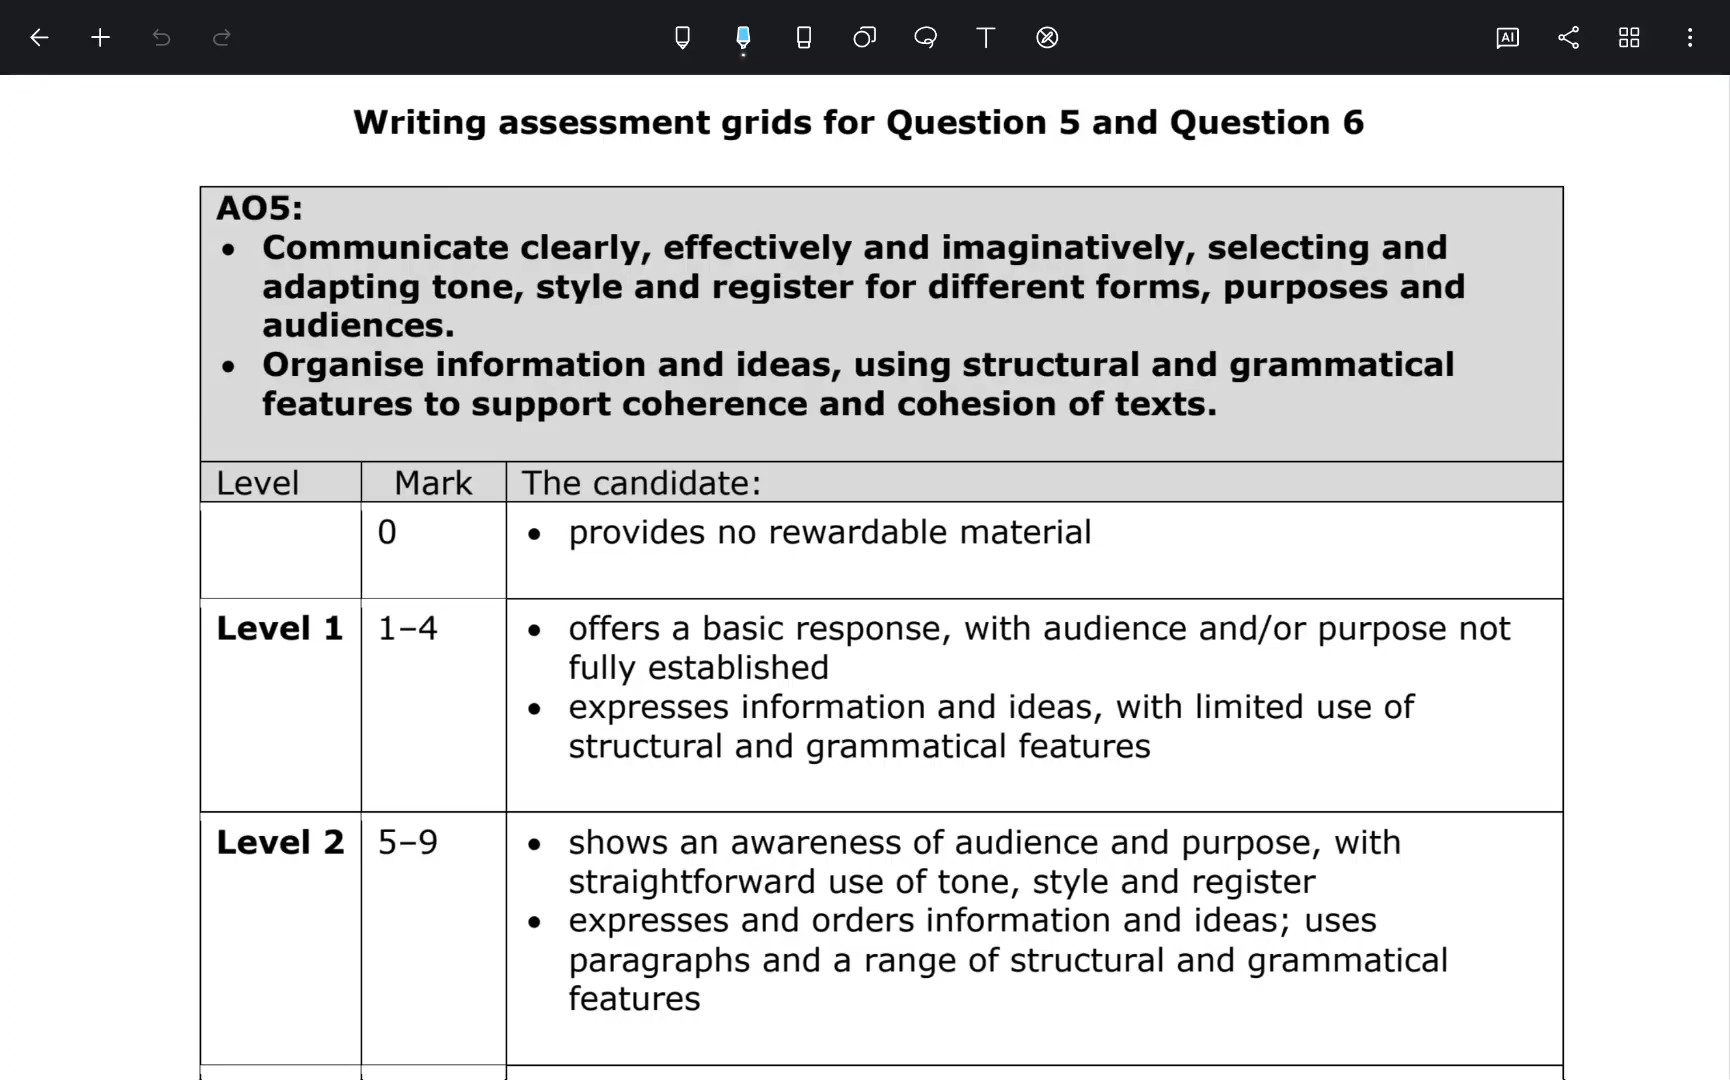 AI
Writing assessment grids for Question 5 and Question 6
AO5:
• Communicate clearly, effectively and imaginatively, selecting and
adapting tone, style and register for different forms, purposes and
audiences.
• Organise information and ideas, using structural and grammatical
features to support coherence and cohesion of texts.
Level Mark The candidate:
0 • provides no rewardable material
Level 1 1–4 • offers a basic response, with audience and/or purpose not
fully established
• expresses information and ideas, with limited use of
structural and grammatical features
Level 2 5–9 • shows an awareness of audience and purpose, with
straightforward use of tone, style and register
• expresses and orders information and ideas; uses
paragraphs and a range of structural and grammatical
features